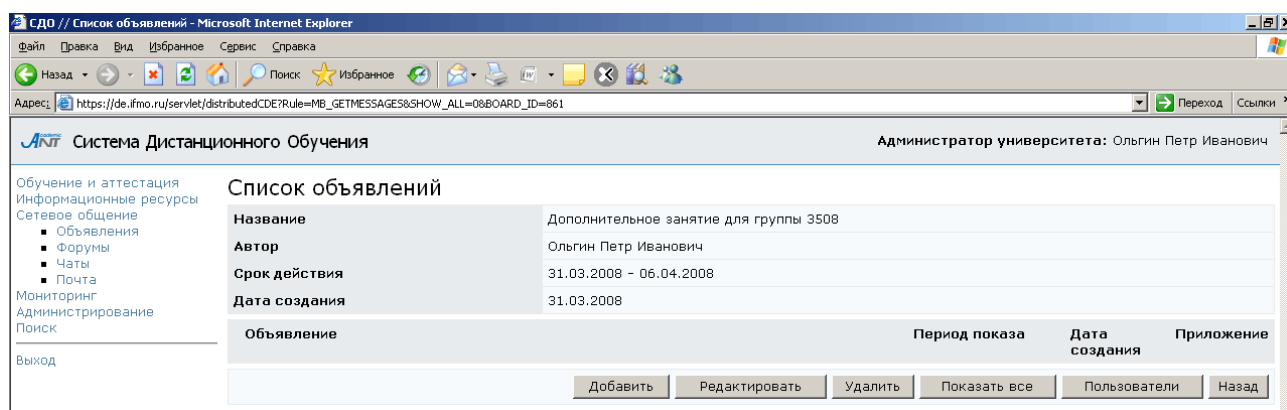 СДО // Список объявлений - Microsoft Internet Explorer
Файл Правка Вид Избранное Сервис Справка
Назад Поиск Избранное
Адрес: https://de.ifmo.ru/servlet/distributedCDE?Rule=MB_GETMESSAGES&SHOW_ALL=0&BOARD_ID=861 Переход Ссылки
Academic ANT Система Дистанционного Обучения Администратор университета: Ольгин Петр Иванович
Обучение и аттестация
Информационные ресурсы
Сетевое общение
Объявления
Форумы
Чаты
Почта
Мониторинг
Администрирование
Поиск
Выход
Список объявлений
Название Дополнительное занятие для группы 3508
Автор Ольгин Петр Иванович
Срок действия 31.03.2008 - 06.04.2008
Дата создания 31.03.2008
Объявление Период показа Дата создания Приложение
Добавить Редактировать Удалить Показать все Пользователи Назад